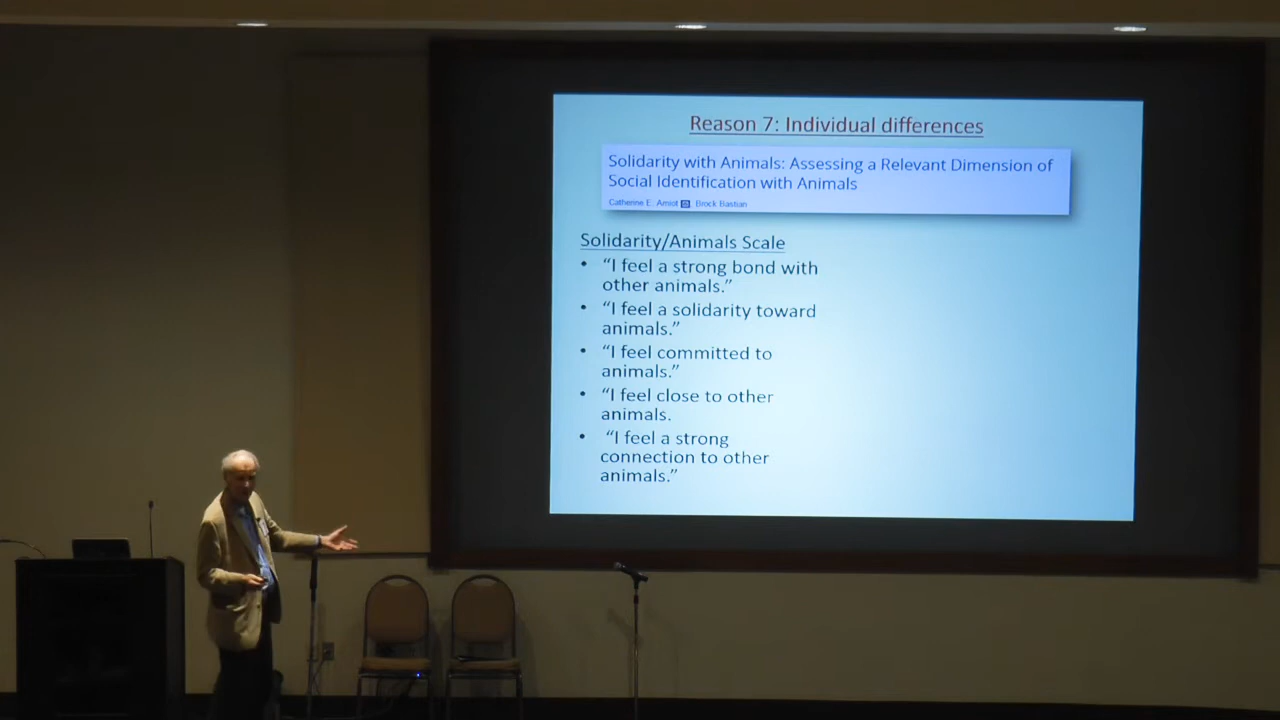 Reason 7: Individual differences
Solidarity with Animals: Assessing a Relevant Dimension of
Social Identification with Animals
Catherine E. Amiot Brock Bastian
Solidarity/Animals Scale
• “I feel a strong bond with
other animals.”
• “I feel a solidarity toward
animals.”
• “I feel committed to
animals.”
• “I feel close to other
animals.
• “I feel a strong
connection to other
animals.”